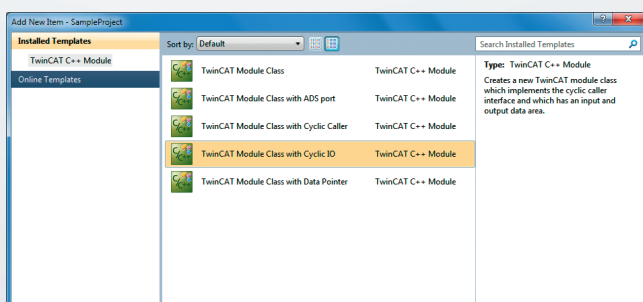 Add New Item - SampleProject
Installed Templates
TwinCAT C++ Module
Online Templates
Sort by: Default
Search Installed Templates
TwinCAT Module Class TwinCAT C++ Module
TwinCAT Module Class with ADS port TwinCAT C++ Module
TwinCAT Module Class with Cyclic Caller TwinCAT C++ Module
TwinCAT Module Class with Cyclic IO TwinCAT C++ Module
TwinCAT Module Class with Data Pointer TwinCAT C++ Module
Type: TwinCAT C++ Module
Creates a new TwinCAT module class
which implements the cyclic caller
interface and which has an input and
output data area.